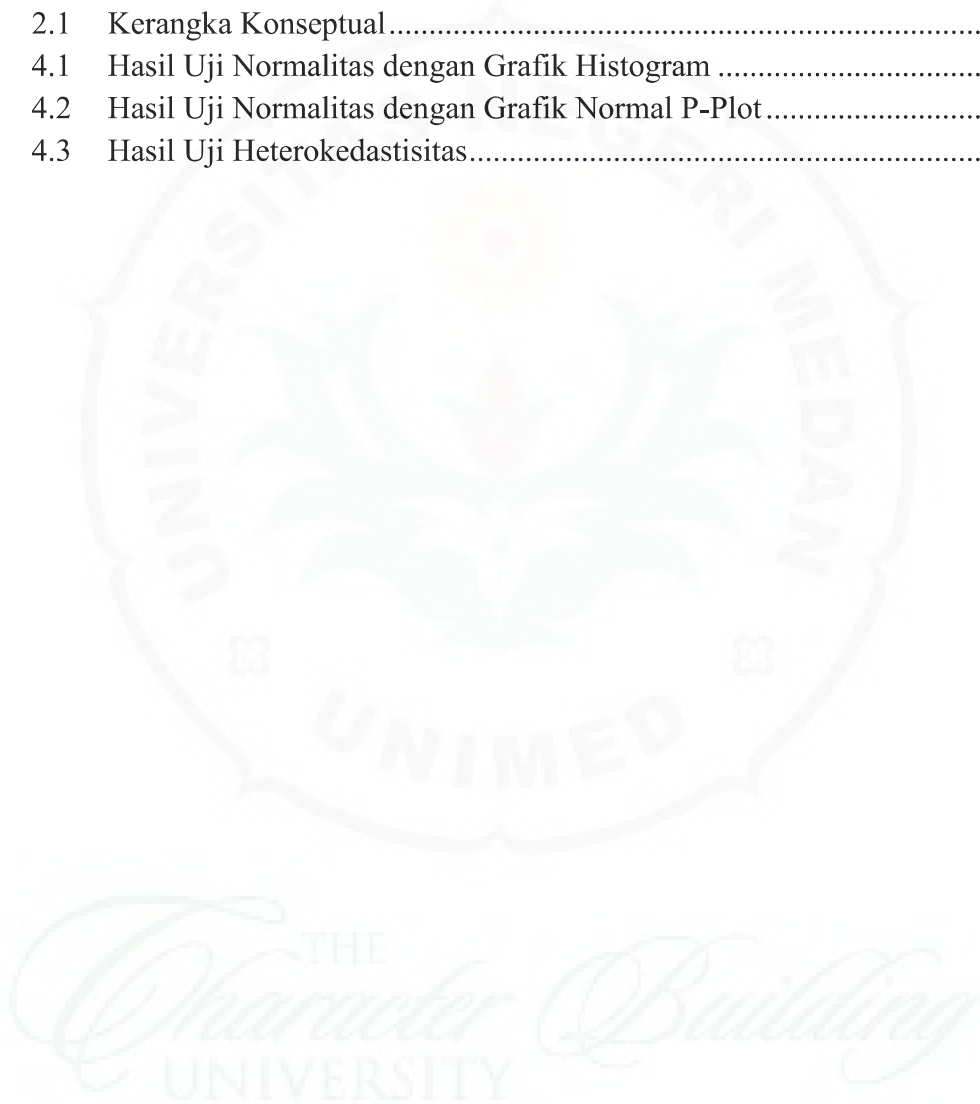 2.1 Kerangka Konseptual........................................................................
4.1 Hasil Uji Normalitas dengan Grafik Histogram ................................
4.2 Hasil Uji Normalitas dengan Grafik Normal P-Plot..........................
4.3 Hasil Uji Heterokedastisitas..............................................................
UNIVERSITAS NEGERI MEDAN
UNIMED
THE
Character Building
UNIVERSITY